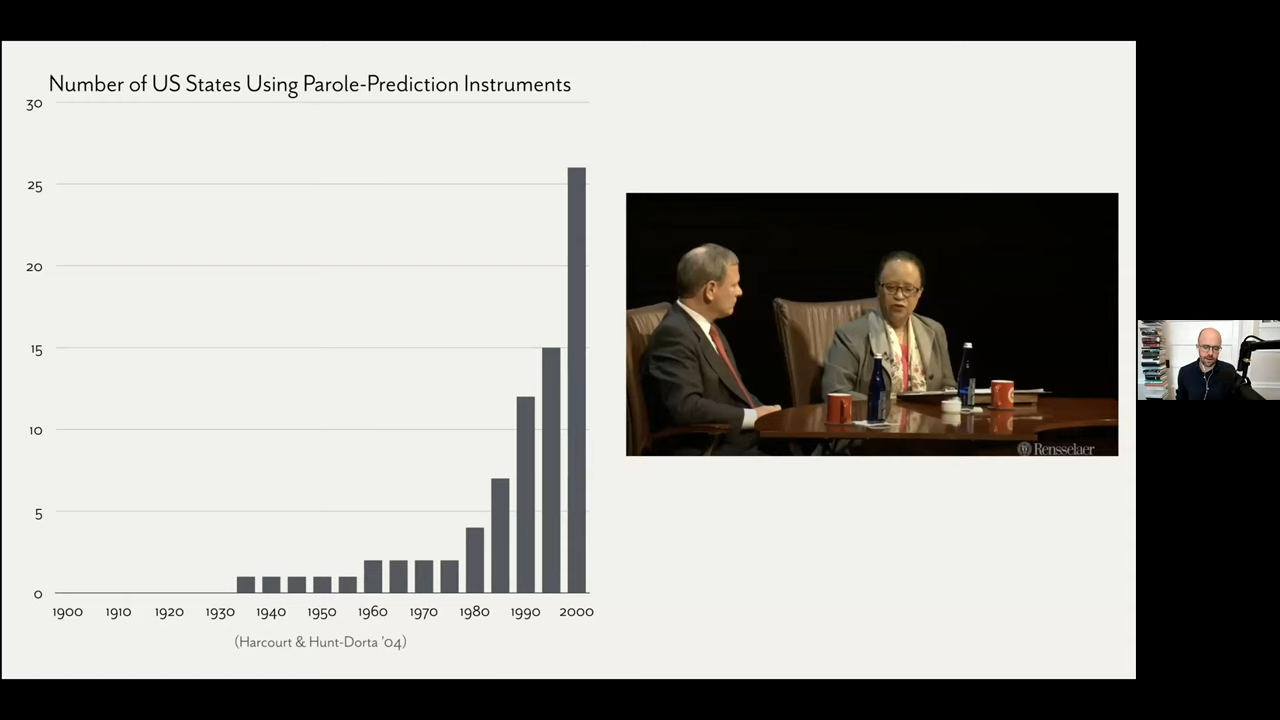 Number of US States Using Parole-Prediction Instruments
30
25
20
15
10
5
0
1900 1910 1920 1930 1940 1950 1960 1970 1980 1990 2000
(Harcourt & Hunt-Dorta '04)
Rensselaer